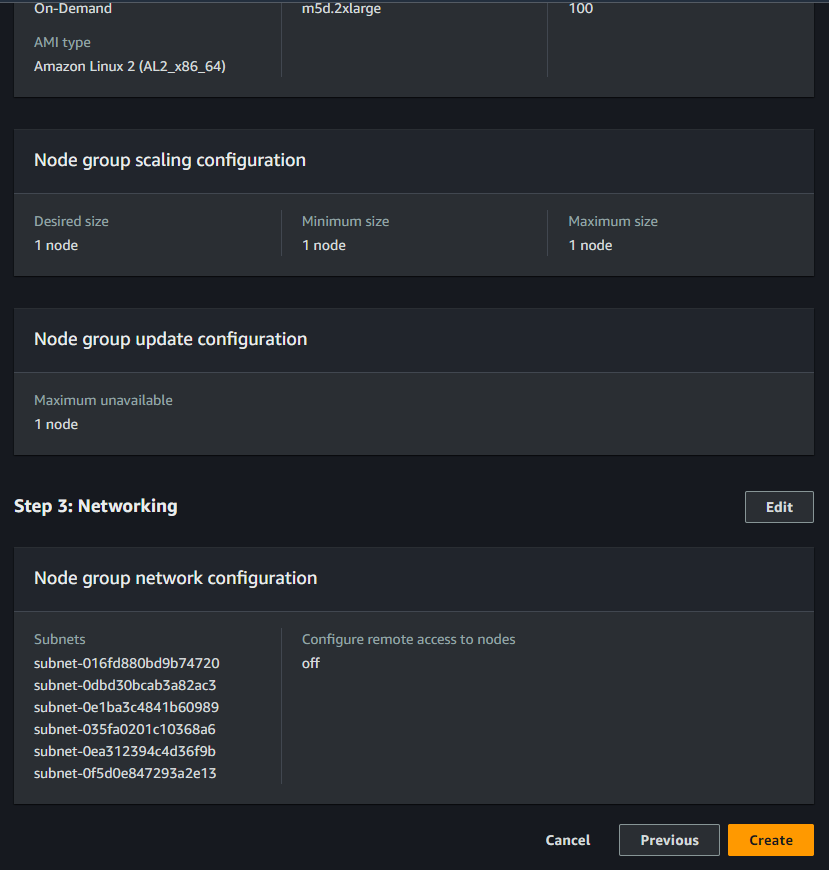 On-Demand
m5d.2xlarge
100
AMI type
Amazon Linux 2 (AL2_x86_64)
Node group scaling configuration
Desired size
1 node
Minimum size
1 node
Maximum size
1 node
Node group update configuration
Maximum unavailable
1 node
Step 3: Networking
Edit
Node group network configuration
Subnets
subnet-016fd880bd9b74720
subnet-0dbd30bcab3a82ac3
subnet-0e1ba3c4841b60989
subnet-035fa0201c10368a6
subnet-0ea312394c4d36f9b
subnet-0f5d0e847293a2e13
Configure remote access to nodes
off
Cancel
Previous
Create